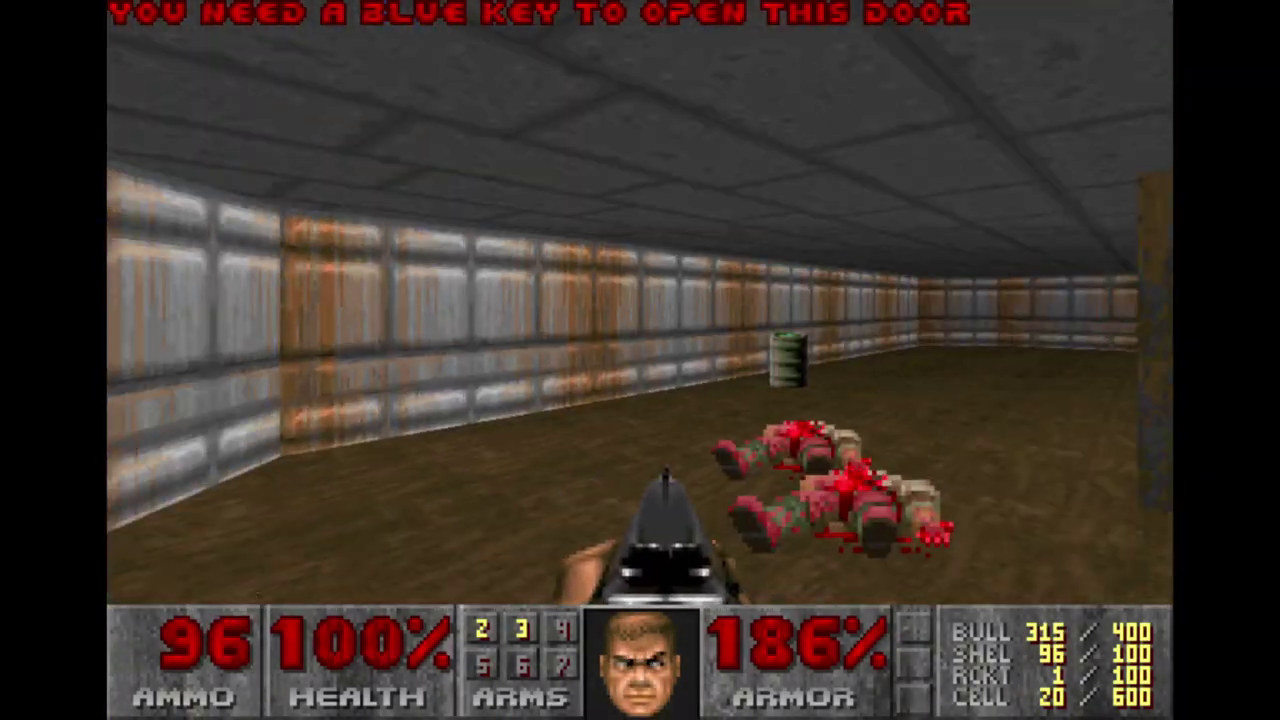 YOU NEED A BLUE KEY TO OPEN THIS DOOR
96 100% 2 3 4 186% BULL 315 / 400
5 6 7 SHEL 96 / 100
RCKT 1 / 100
AMMO HEALTH ARMS ARMOR CELL 20 / 600